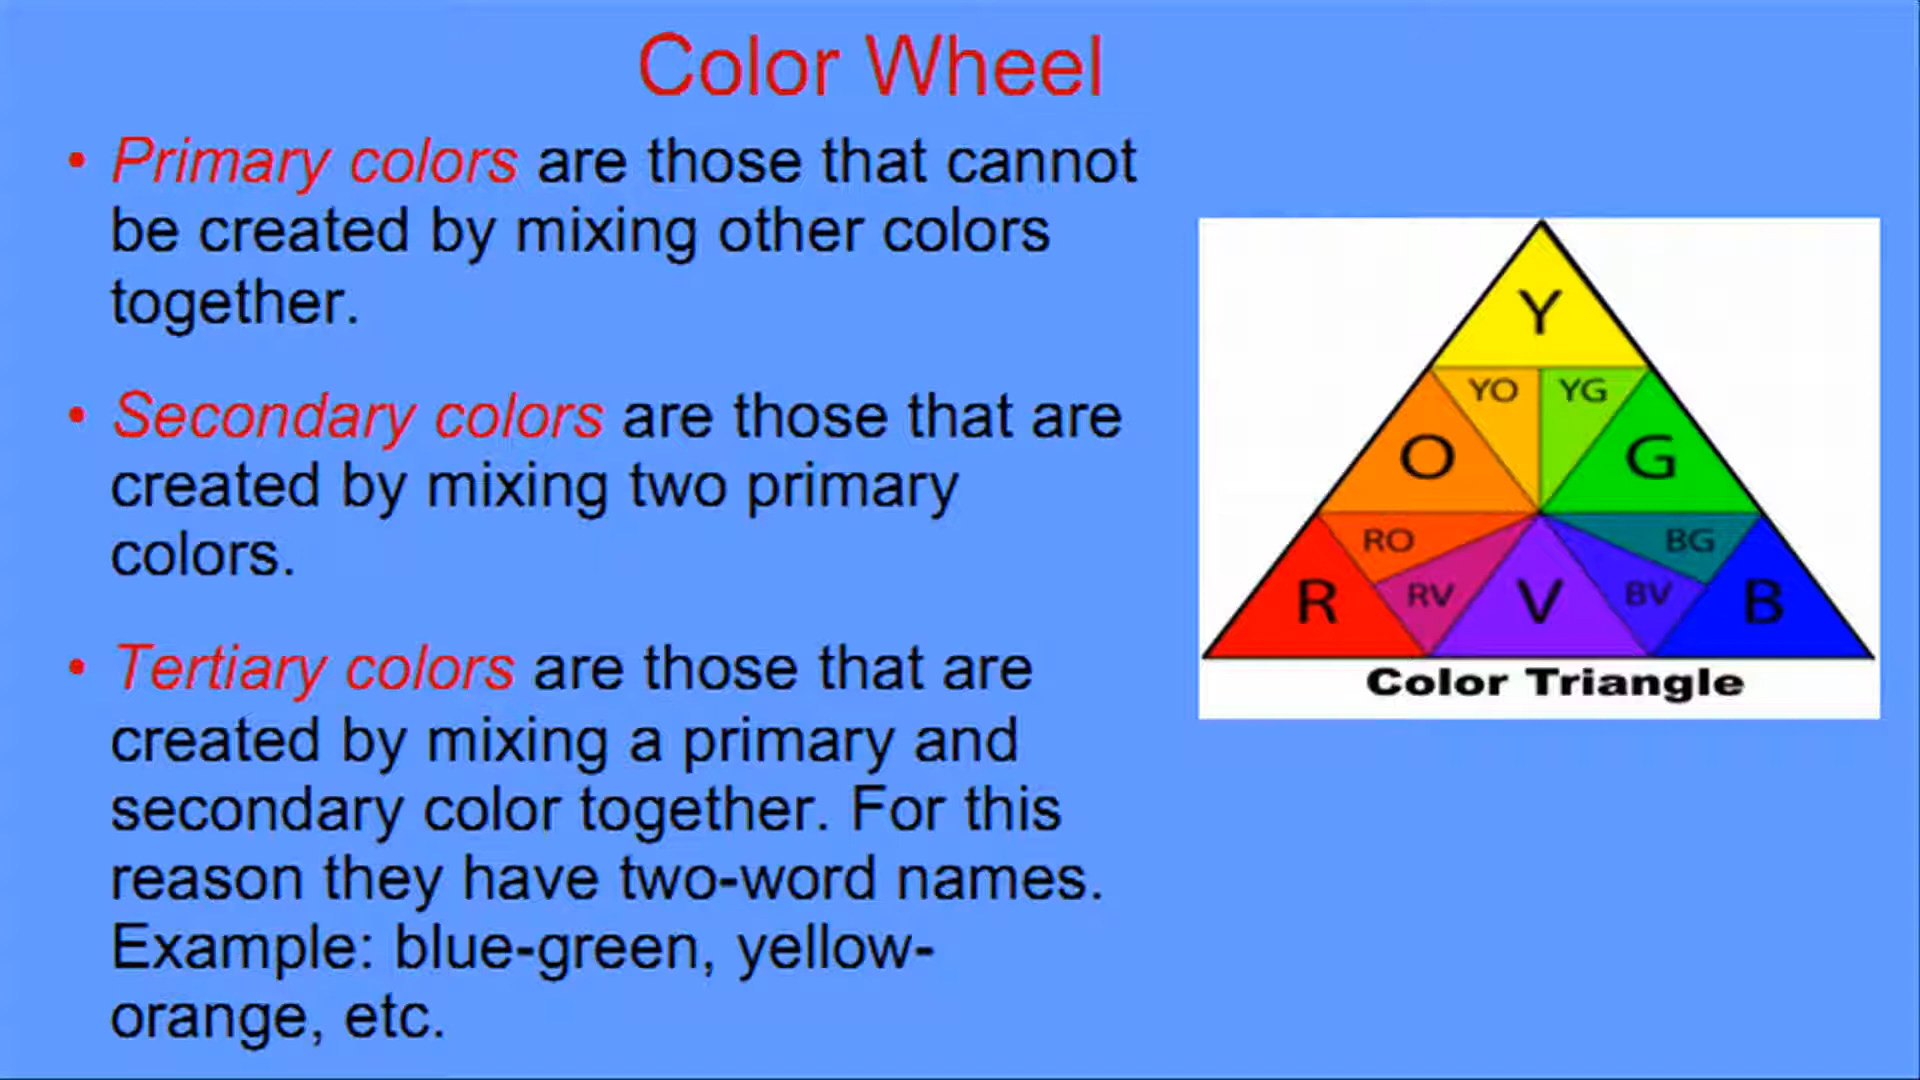 Color Wheel
• Primary colors are those that cannot
be created by mixing other colors
together.
• Secondary colors are those that are
created by mixing two primary
colors.
• Tertiary colors are those that are
created by mixing a primary and
secondary color together. For this
reason they have two-word names.
Example: blue-green, yellow-
orange, etc.
Y
YO YG
O G
RO BG
R RV V BV B
Color Triangle